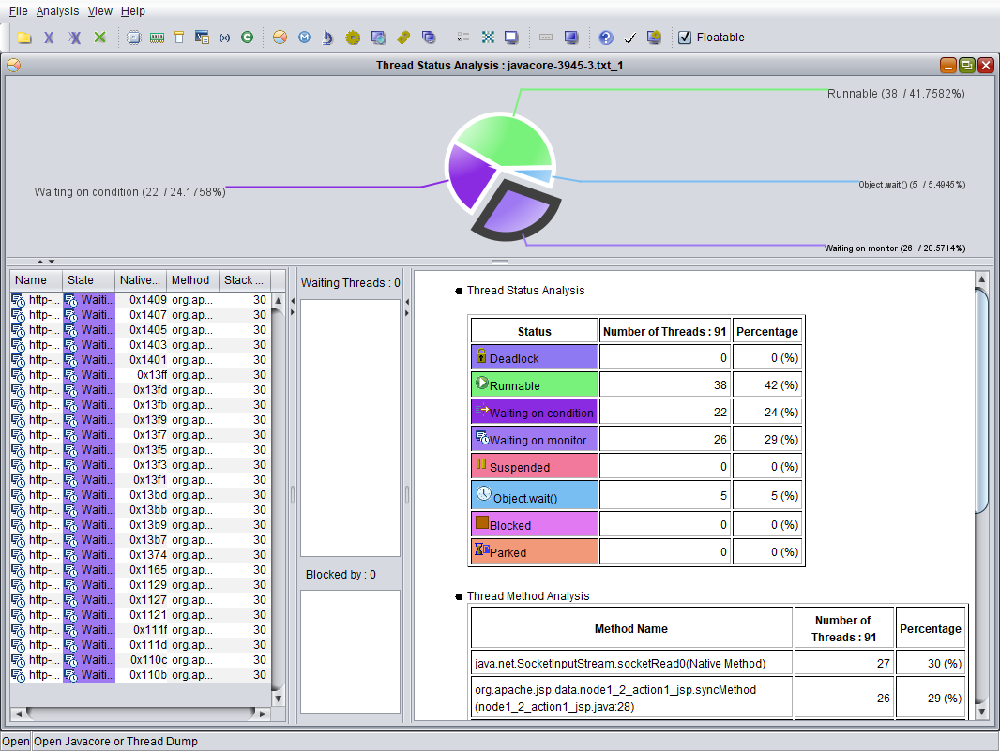 File Analysis View Help
Floatable
Thread Status Analysis : javacore-3945-3.txt_1
Runnable (38 / 41.7582%)
Object.wait() (5 / 5.4945%)
Waiting on condition (22 / 24.1758%)
Waiting on monitor (26 / 28.5714%)
Name State Native... Method Stack ...
http-... Waiti... 0x1409 org.ap... 30
http-... Waiti... 0x1407 org.ap... 30
http-... Waiti... 0x1405 org.ap... 30
http-... Waiti... 0x1403 org.ap... 30
http-... Waiti... 0x1401 org.ap... 30
http-... Waiti... 0x13ff org.ap... 30
http-... Waiti... 0x13fd org.ap... 30
http-... Waiti... 0x13fb org.ap... 30
http-... Waiti... 0x13f9 org.ap... 30
http-... Waiti... 0x13f7 org.ap... 30
http-... Waiti... 0x13f5 org.ap... 30
http-... Waiti... 0x13f3 org.ap... 30
http-... Waiti... 0x13f1 org.ap... 30
http-... Waiti... 0x13bd org.ap... 30
http-... Waiti... 0x13bb org.ap... 30
http-... Waiti... 0x13b9 org.ap... 30
http-... Waiti... 0x13b7 org.ap... 30
http-... Waiti... 0x1374 org.ap... 30
http-... Waiti... 0x1165 org.ap... 30
http-... Waiti... 0x1129 org.ap... 30
http-... Waiti... 0x1127 org.ap... 30
http-... Waiti... 0x1121 org.ap... 30
http-... Waiti... 0x111f org.ap... 30
http-... Waiti... 0x111d org.ap... 30
http-... Waiti... 0x110c org.ap... 30
http-... Waiti... 0x110b org.ap... 30
Waiting Threads : 0
Blocked by : 0
Thread Status Analysis
Status Number of Threads : 91 Percentage
Deadlock 0 0 (%)
Runnable 38 42 (%)
Waiting on condition 22 24 (%)
Waiting on monitor 26 29 (%)
Suspended 0 0 (%)
Object.wait() 5 5 (%)
Blocked 0 0 (%)
Parked 0 0 (%)
Thread Method Analysis
Method Name Number of Threads : 91 Percentage
java.net.SocketInputStream.socketRead0(Native Method) 27 30 (%)
org.apache.jsp.data.node1_2_action1_jsp.syncMethod
(node1_2_action1_jsp.java:28) 26 29 (%)
Open Open Javacore or Thread Dump